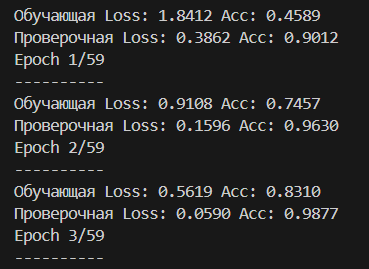 Обучающая Loss: 1.8412 Acc: 0.4589
Проверочная Loss: 0.3862 Acc: 0.9012
Epoch 1/59
----------
Обучающая Loss: 0.9108 Acc: 0.7457
Проверочная Loss: 0.1596 Acc: 0.9630
Epoch 2/59
----------
Обучающая Loss: 0.5619 Acc: 0.8310
Проверочная Loss: 0.0590 Acc: 0.9877
Epoch 3/59
----------